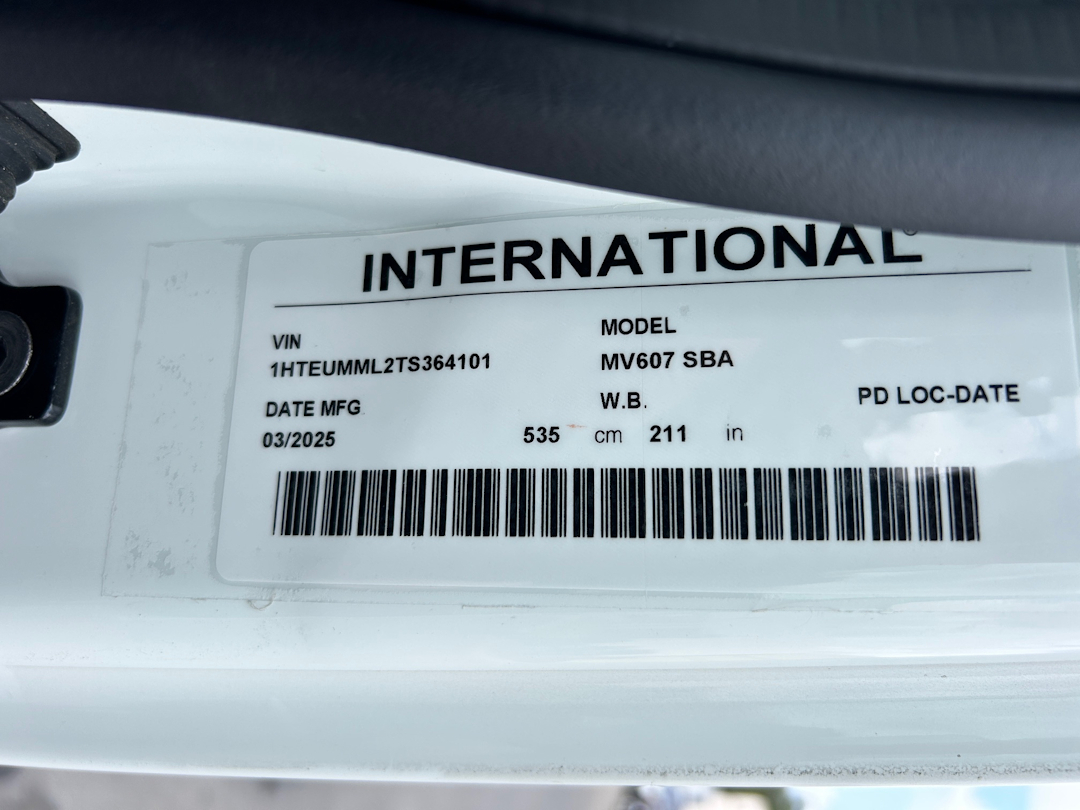 INTERNATIONAL
VIN
1HTEUMML2TS364101
MODEL
MV607 SBA
DATE MFG
03/2025
W.B.
535 cm 211 in
PD LOC-DATE